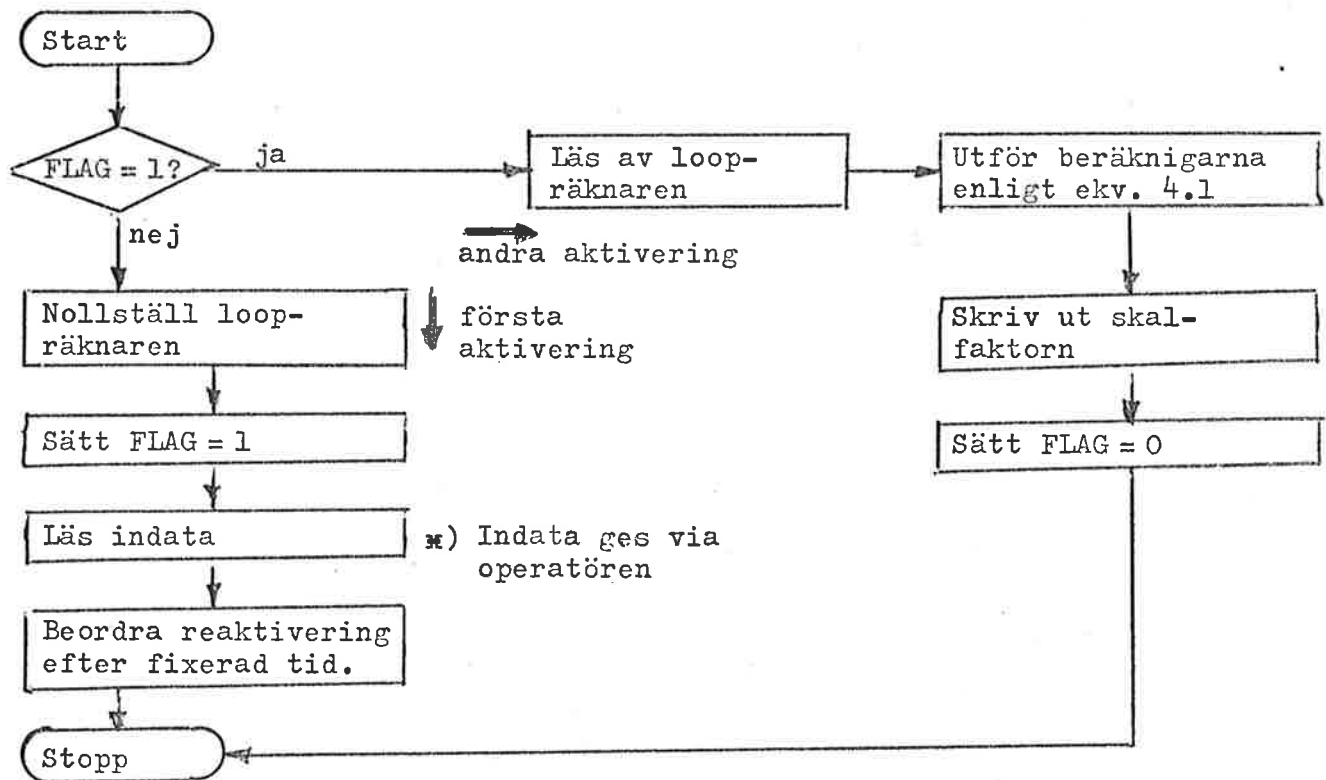 Start
FLAG = 1?
ja
Läs av loop-
räknaren
Utför beräknigarna
enligt ekv. 4.1
nej
andra aktivering
Nollställ loop-
räknaren
första
aktivering
Skriv ut skal-
faktorn
Sätt FLAG = 1
Sätt FLAG = 0
Läs indata
*) Indata ges via
operatören
Beordra reaktivering
efter fixerad tid.
Stopp